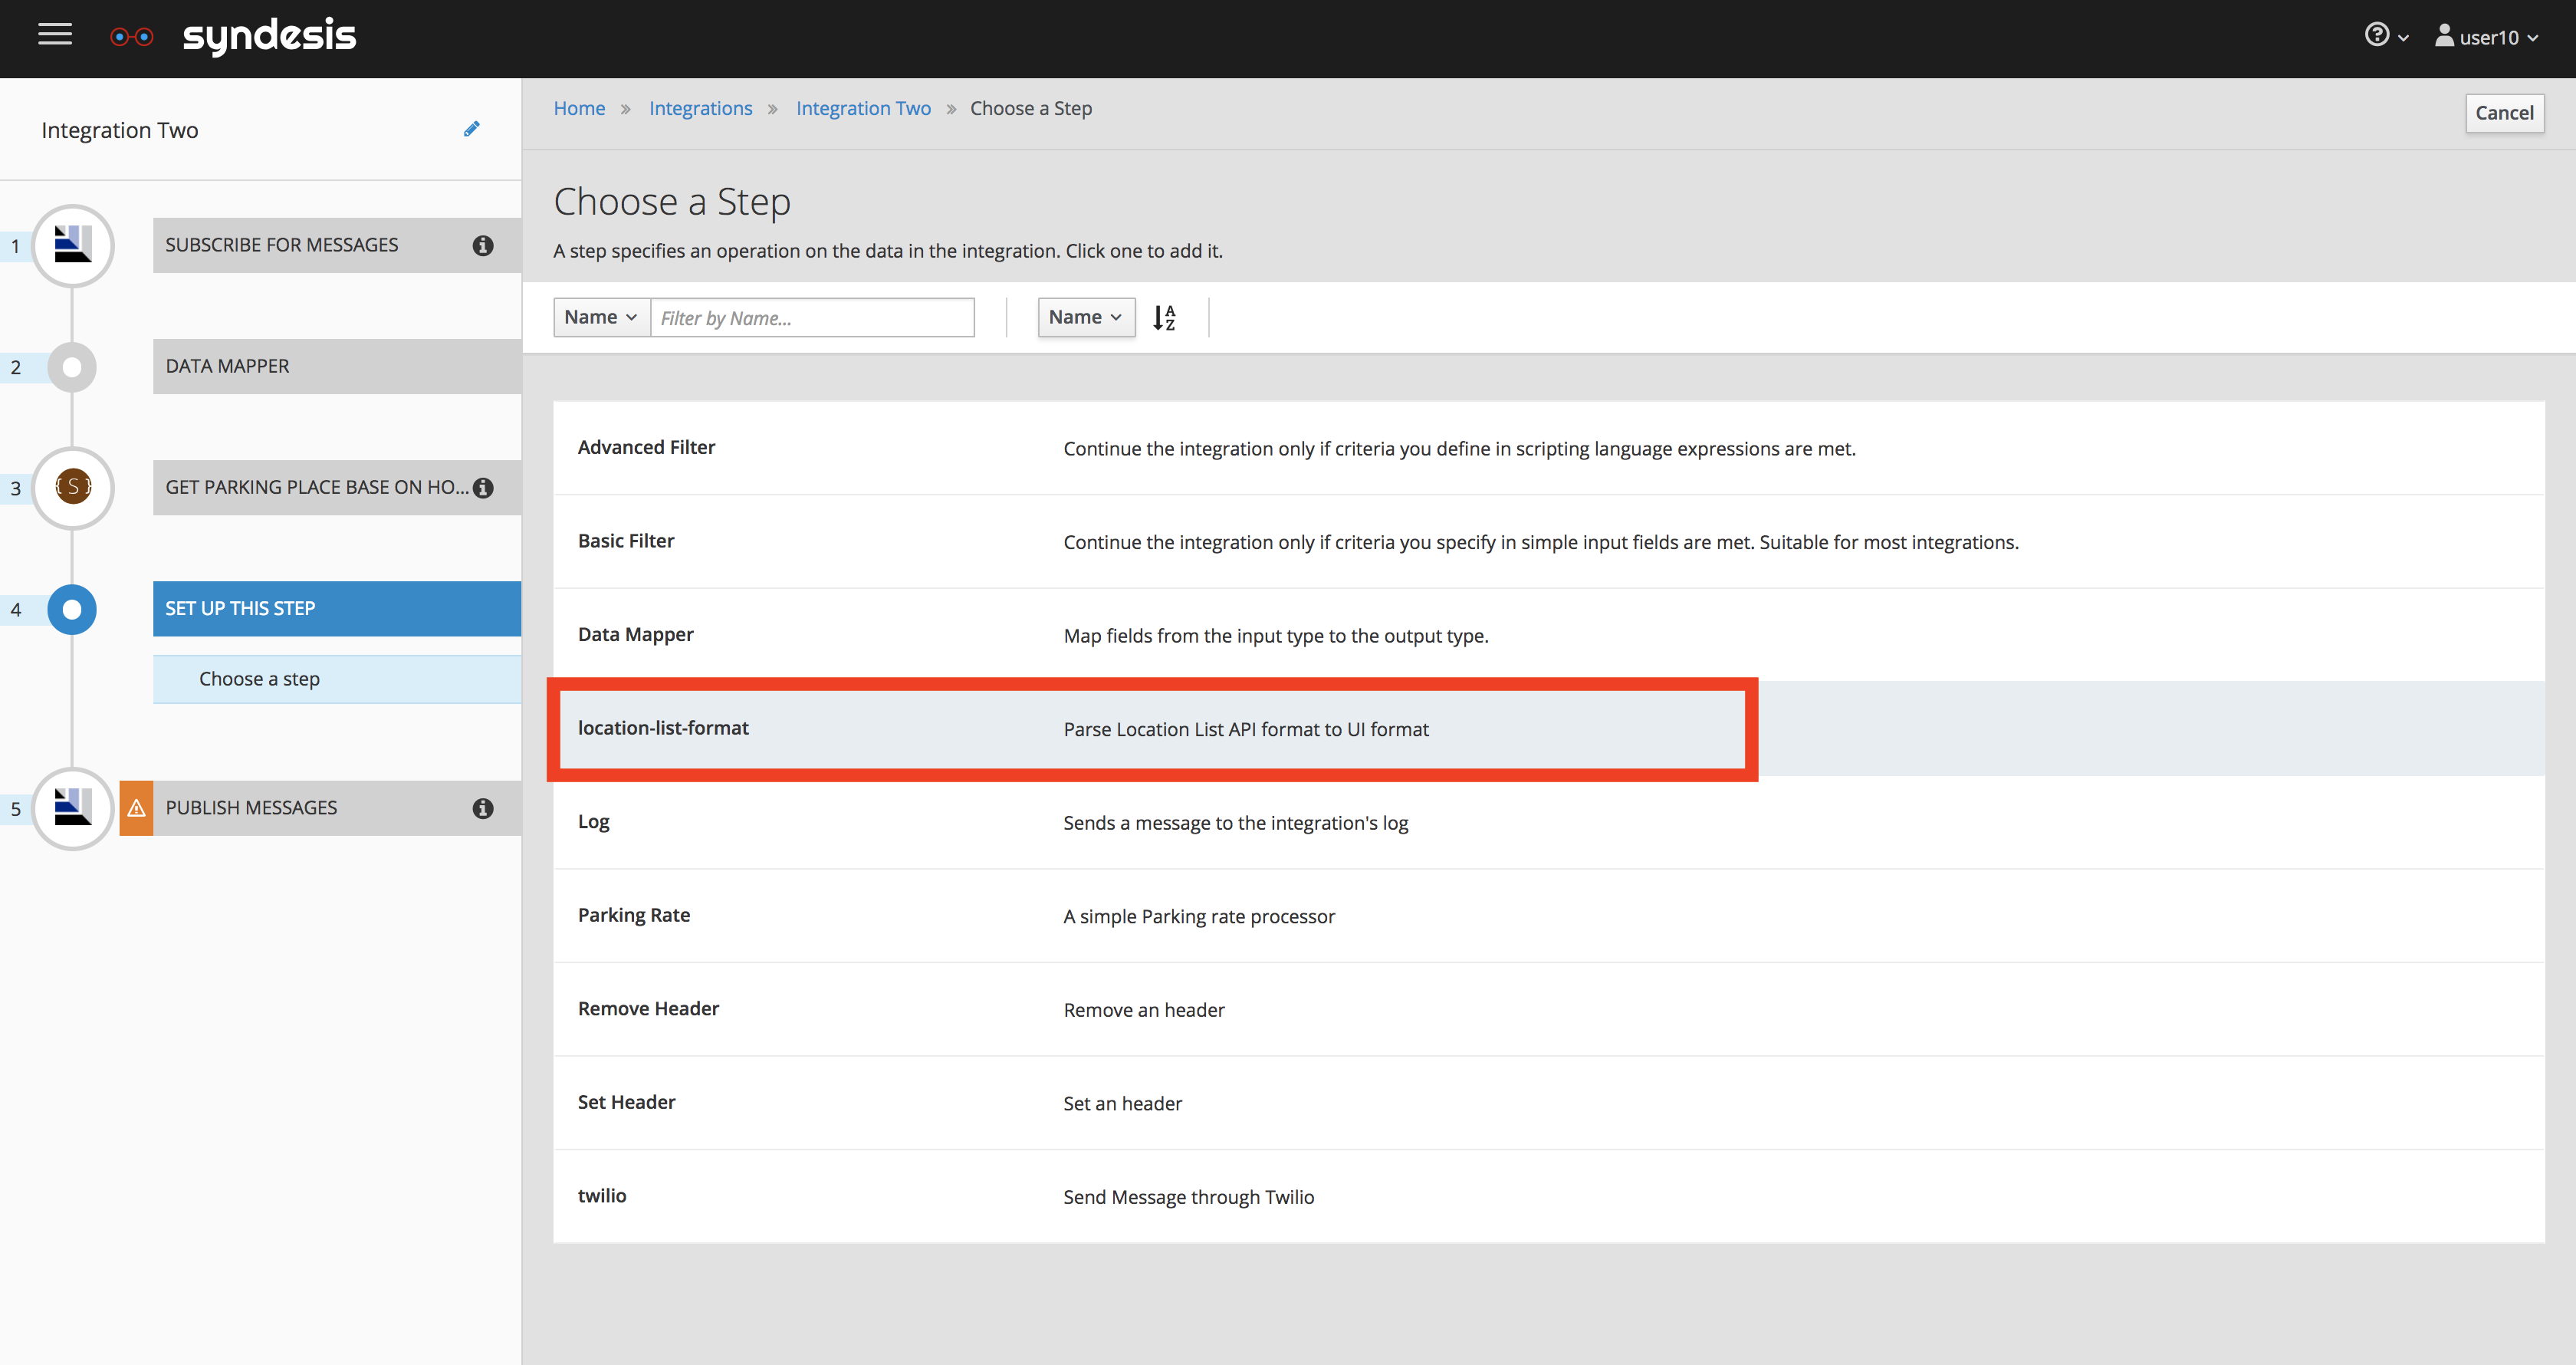 syndesis
user10
Integration Two
Home » Integrations » Integration Two » Choose a Step
Cancel
Choose a Step
A step specifies an operation on the data in the integration. Click one to add it.
Name
Filter by Name...
Name
A
Z
1 SUBSCRIBE FOR MESSAGES
2 DATA MAPPER
3 {S} GET PARKING PLACE BASE ON HO...
4 SET UP THIS STEP
Choose a step
5 PUBLISH MESSAGES
Advanced Filter Continue the integration only if criteria you define in scripting language expressions are met.
Basic Filter Continue the integration only if criteria you specify in simple input fields are met. Suitable for most integrations.
Data Mapper Map fields from the input type to the output type.
location-list-format Parse Location List API format to UI format
Log Sends a message to the integration's log
Parking Rate A simple Parking rate processor
Remove Header Remove an header
Set Header Set an header
twilio Send Message through Twilio